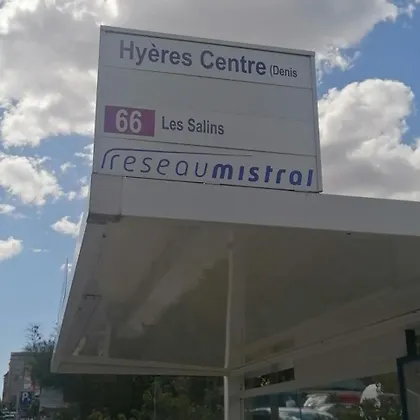 Hyères Centre (Denis
66 Les Salins
reseaumistral